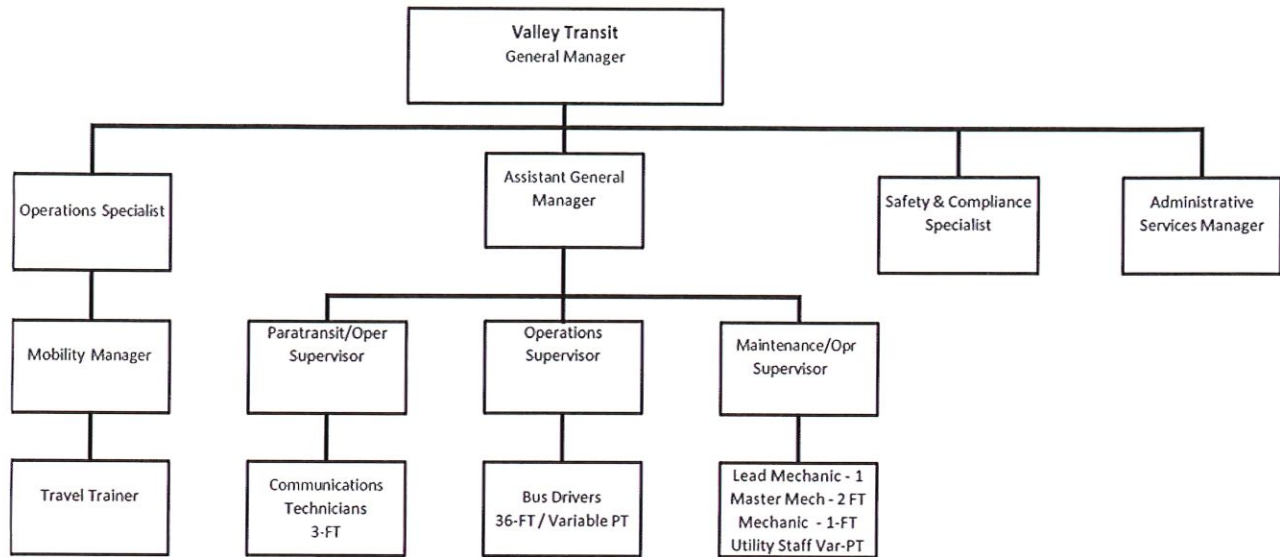 Valley Transit
General Manager
Operations Specialist
Assistant General
Manager
Safety & Compliance
Specialist
Administrative
Services Manager
Mobility Manager
Paratransit/Oper
Supervisor
Operations
Supervisor
Maintenance/Opr
Supervisor
Travel Trainer
Communications
Technicians
3-FT
Bus Drivers
36-FT / Variable PT
Lead Mechanic - 1
Master Mech - 2 FT
Mechanic - 1-FT
Utility Staff Var-PT